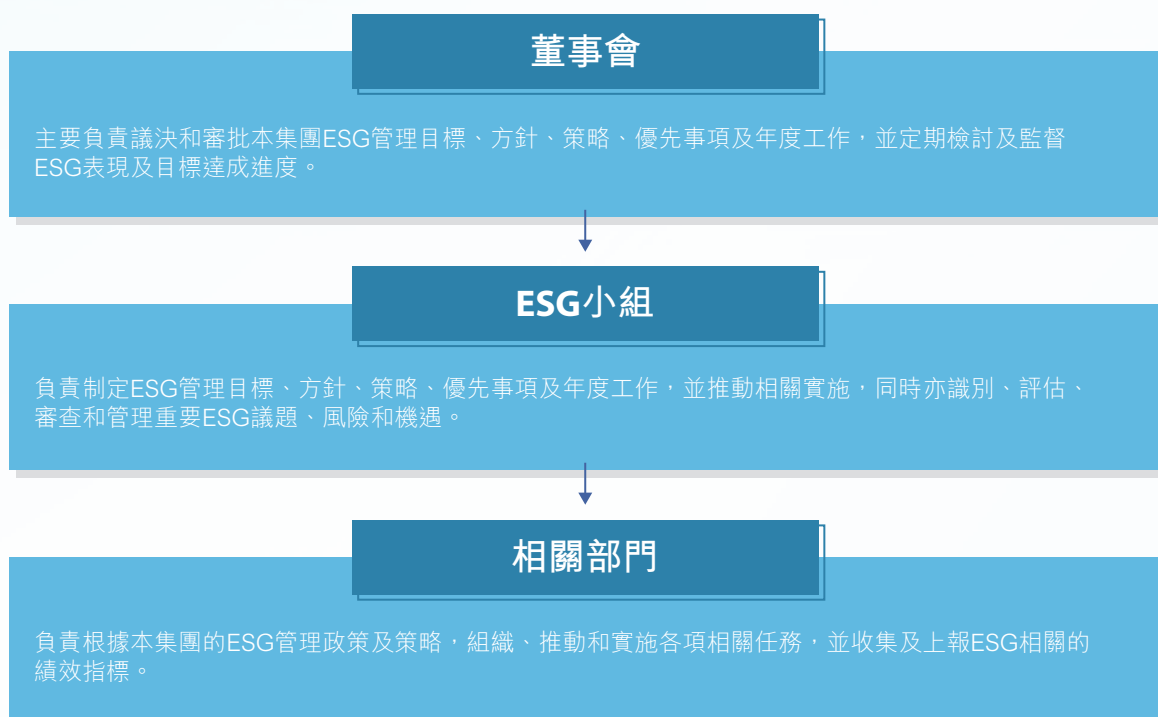 董事會
主要負責議決和審批本集團ESG管理目標、方針、策略、優先事項及年度工作，並定期檢討及監督
ESG表現及目標達成進度。
ESG小組
負責制定ESG管理目標、方針、策略、優先事項及年度工作，並推動相關實施，同時亦識別、評估、
審查和管理重要ESG議題、風險和機遇。
相關部門
負責根據本集團的ESG管理政策及策略，組織、推動和實施各項相關任務，並收集及上報ESG相關的
績效指標。